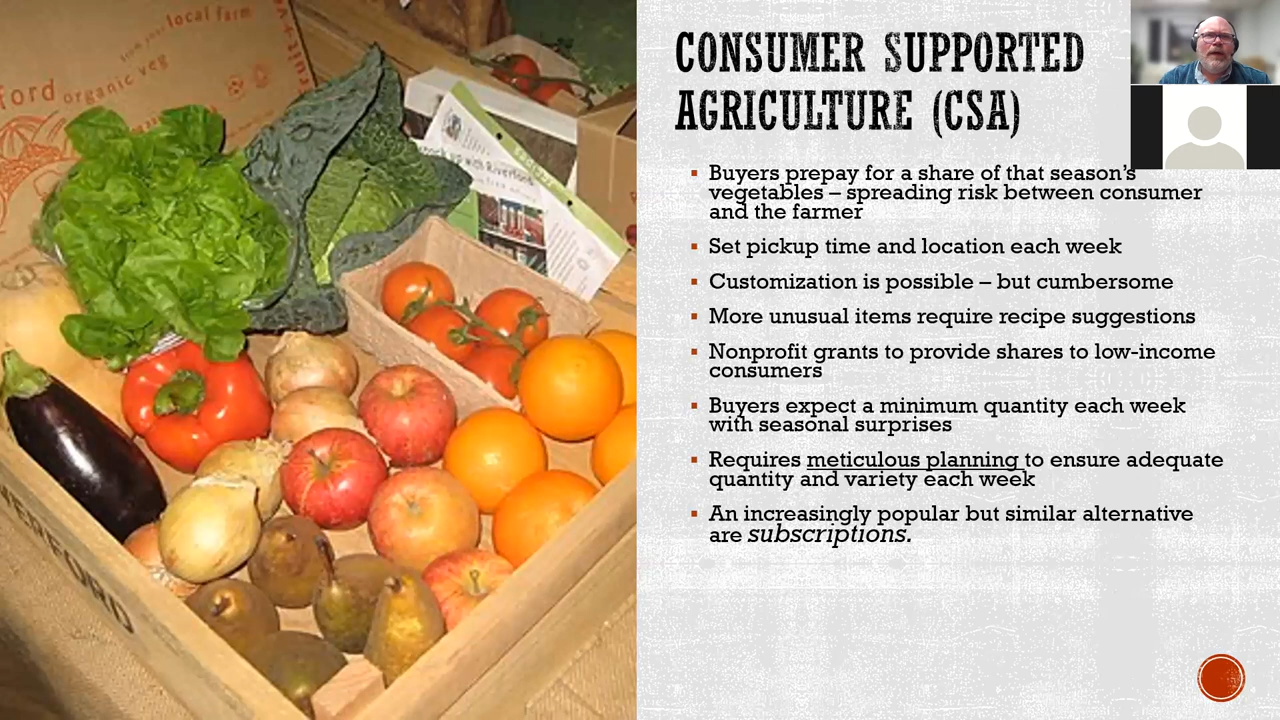 local farm
from your
organic veg
ford
fruit+v
CONSUMER SUPPORTED
AGRICULTURE (CSA)
Buyers prepay for a share of that season's
vegetables – spreading risk between consumer
and the farmer
Set pickup time and location each week
Customization is possible – but cumbersome
More unusual items require recipe suggestions
Nonprofit grants to provide shares to low-income
consumers
Buyers expect a minimum quantity each week
with seasonal surprises
Requires meticulous planning to ensure adequate
quantity and variety each week
An increasingly popular but similar alternative
are subscriptions.